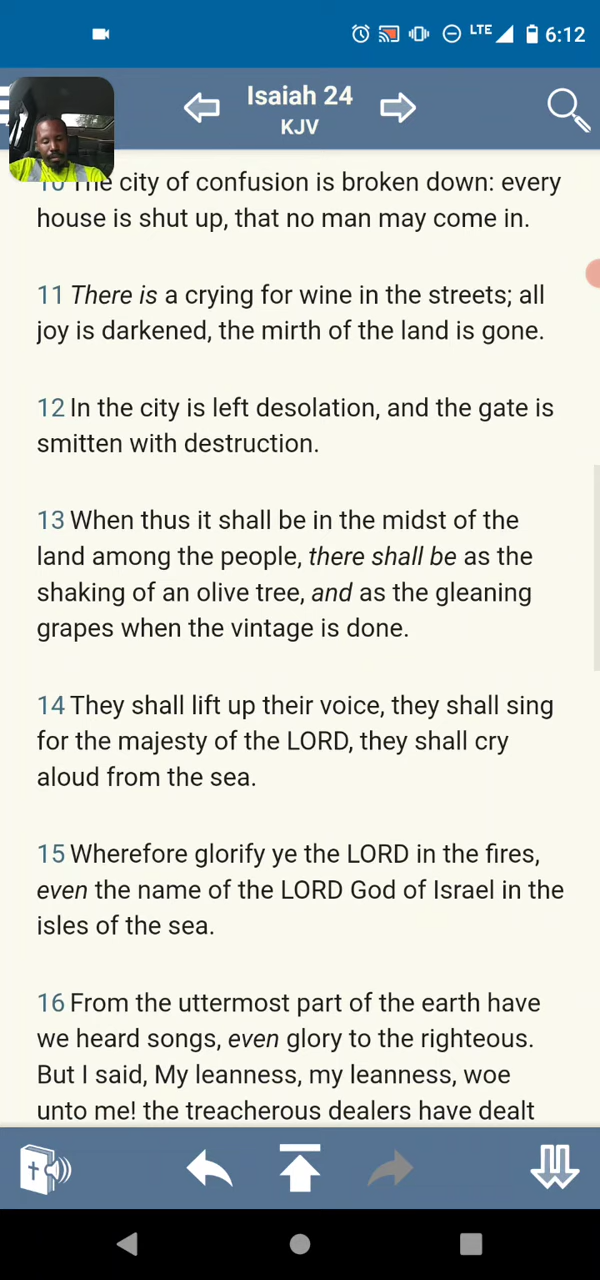 LTE 6:12
Isaiah 24
KJV
10 The city of confusion is broken down: every
house is shut up, that no man may come in.
11 There is a crying for wine in the streets; all
joy is darkened, the mirth of the land is gone.
12 In the city is left desolation, and the gate is
smitten with destruction.
13 When thus it shall be in the midst of the
land among the people, there shall be as the
shaking of an olive tree, and as the gleaning
grapes when the vintage is done.
14 They shall lift up their voice, they shall sing
for the majesty of the LORD, they shall cry
aloud from the sea.
15 Wherefore glorify ye the LORD in the fires,
even the name of the LORD God of Israel in the
isles of the sea.
16 From the uttermost part of the earth have
we heard songs, even glory to the righteous.
But I said, My leanness, my leanness, woe
unto me! the treacherous dealers have dealt